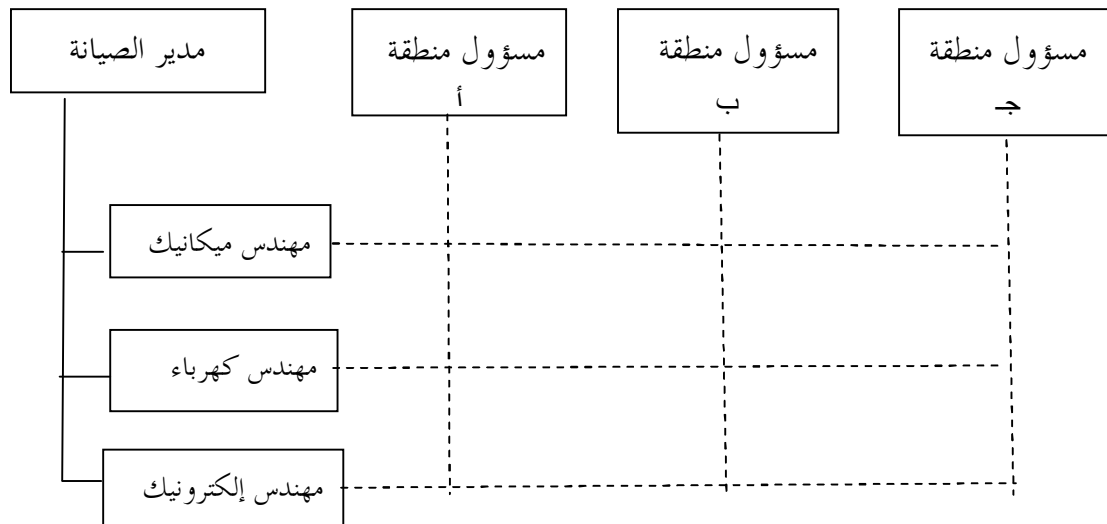 مدير الصيانة
مسؤول منطقة
أ
مسؤول منطقة
ب
مسؤول منطقة
جـ
مهندس ميكانيك
مهندس كهرباء
مهندس إلكترونيك